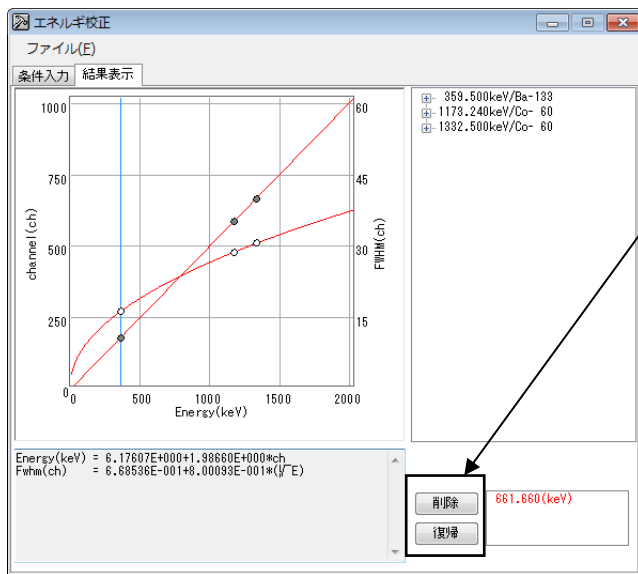 エネルギ校正
ファイル(F)
条件入力 結果表示
1000
750
500
250
0
channel(ch)
60
45
30
15
FWHM(ch)
0 500 1000 1500 2000
Energy(keV)
359.500keV/Ba-133
1173.240keV/Co- 60
1332.500keV/Co- 60
Energy(keV) = 6.17607E+000+1.98660E+000*ch
Fwhm(ch) = 6.68536E-001+8.00093E-001*(√E)
削除
復帰
661.660(keV)